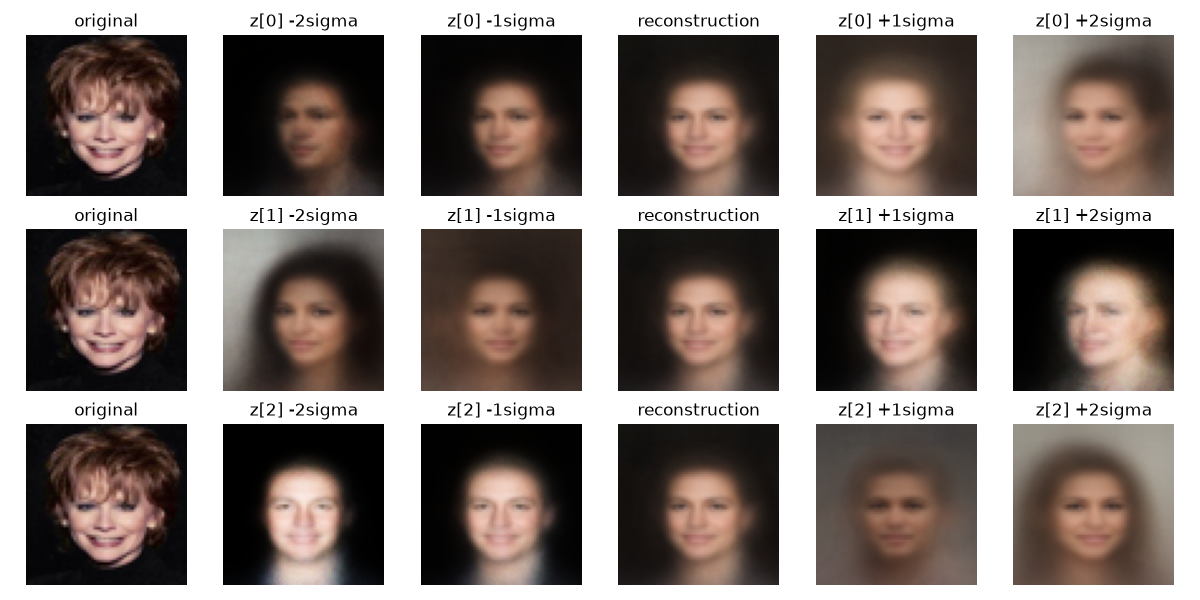 original z[0] -2sigma z[0] -1sigma reconstruction z[0] +1sigma z[0] +2sigma
original z[1] -2sigma z[1] -1sigma reconstruction z[1] +1sigma z[1] +2sigma
original z[2] -2sigma z[2] -1sigma reconstruction z[2] +1sigma z[2] +2sigma